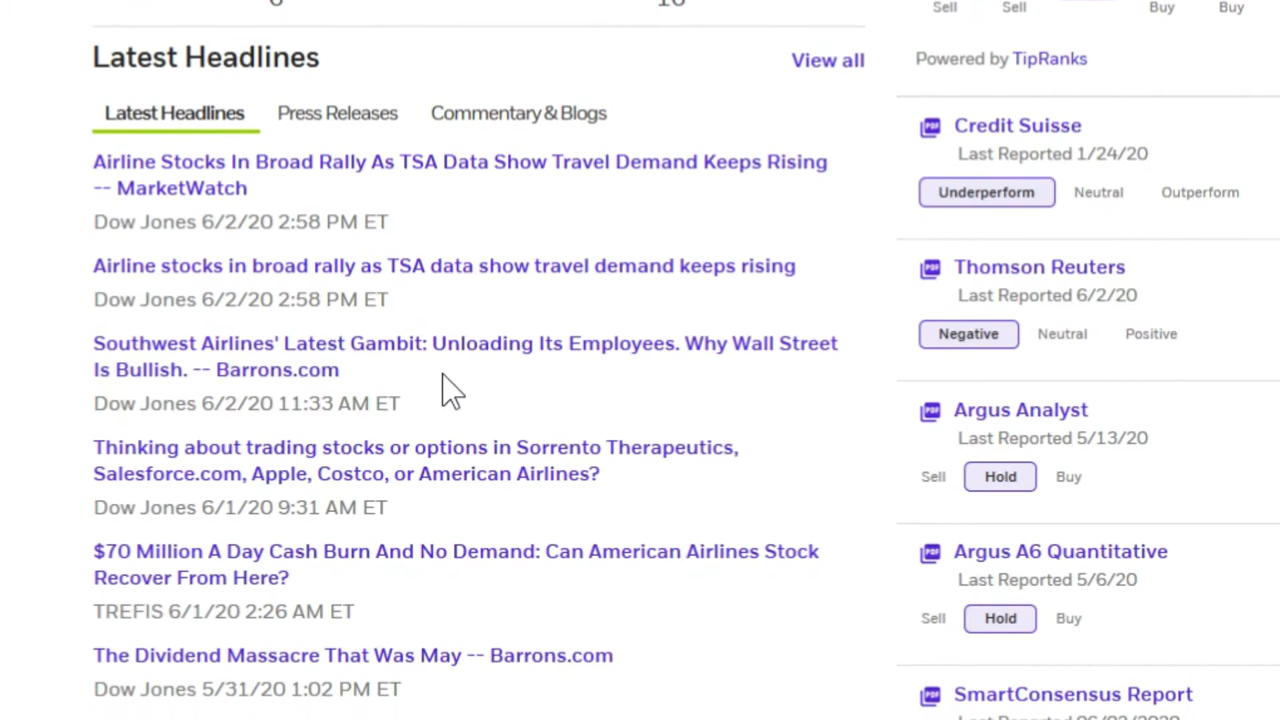 Sell Sell Buy Buy
Latest Headlines
View all
Powered by TipRanks
Latest Headlines Press Releases Commentary & Blogs
Airline Stocks In Broad Rally As TSA Data Show Travel Demand Keeps Rising
-- MarketWatch
Dow Jones 6/2/20 2:58 PM ET
Airline stocks in broad rally as TSA data show travel demand keeps rising
Dow Jones 6/2/20 2:58 PM ET
Southwest Airlines' Latest Gambit: Unloading Its Employees. Why Wall Street
Is Bullish. -- Barrons.com
Dow Jones 6/2/20 11:33 AM ET
Thinking about trading stocks or options in Sorrento Therapeutics,
Salesforce.com, Apple, Costco, or American Airlines?
Dow Jones 6/1/20 9:31 AM ET
$70 Million A Day Cash Burn And No Demand: Can American Airlines Stock
Recover From Here?
TREFIS 6/1/20 2:26 AM ET
The Dividend Massacre That Was May -- Barrons.com
Dow Jones 5/31/20 1:02 PM ET
Credit Suisse
Last Reported 1/24/20
Underperform Neutral Outperform
Thomson Reuters
Last Reported 6/2/20
Negative Neutral Positive
Argus Analyst
Last Reported 5/13/20
Sell Hold Buy
Argus A6 Quantitative
Last Reported 5/6/20
Sell Hold Buy
SmartConsensus Report